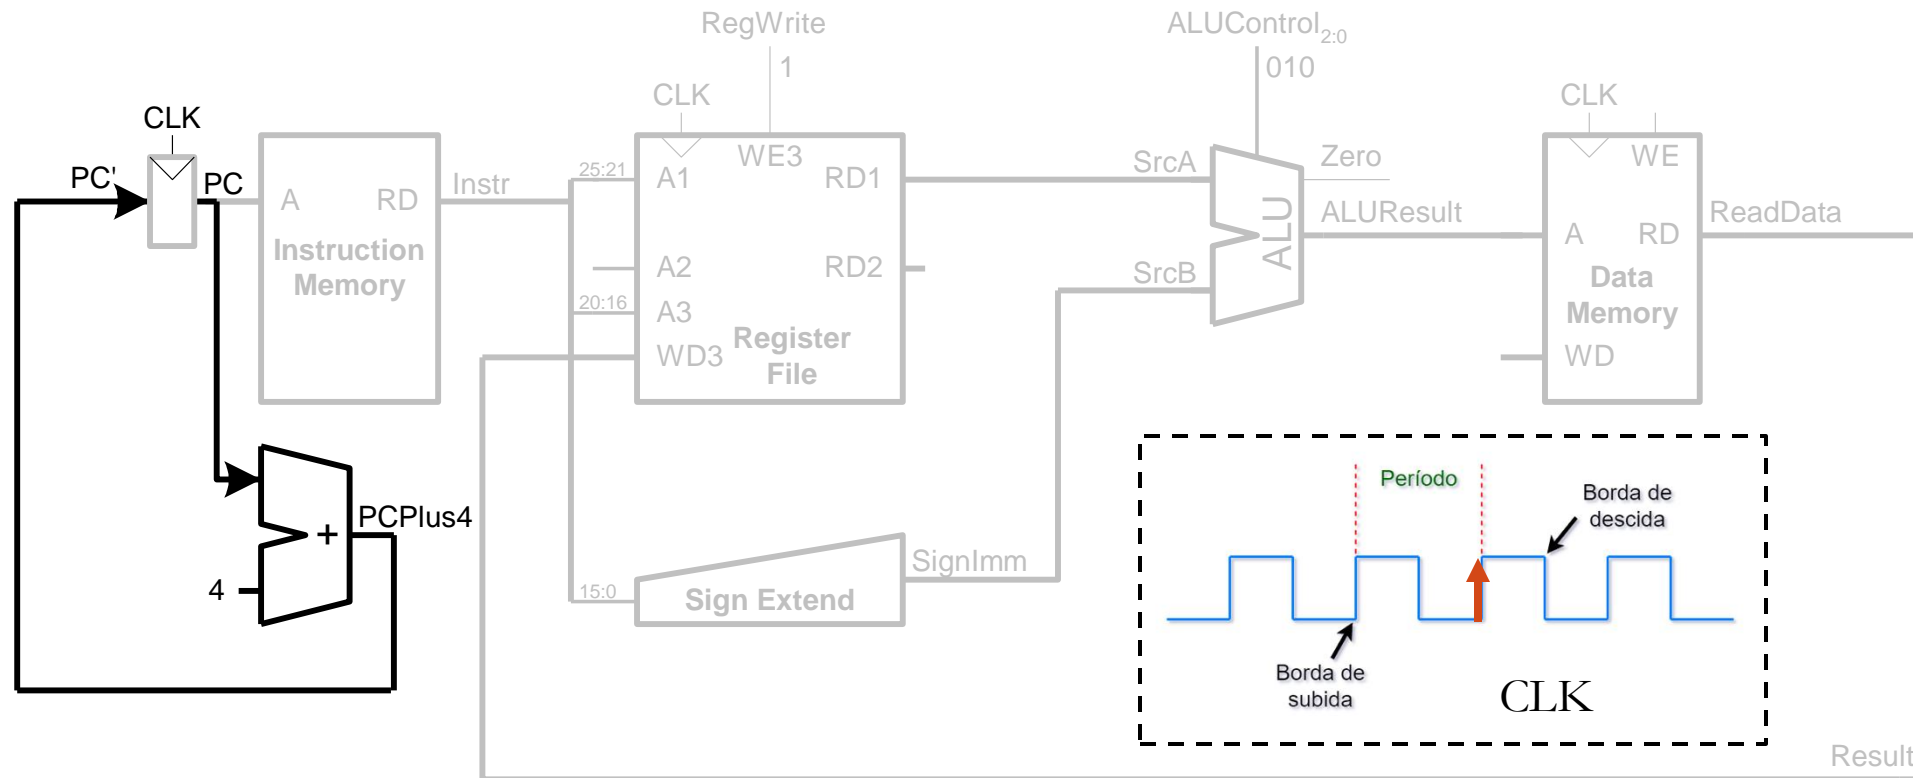 RegWrite
1
ALUControl2:0
010
CLK
CLK
CLK
PC'
PC
A
RD
Instruction
Memory
Instr
25:21
20:16
15:0
A1
A2
A3
WD3
WE3
RD1
RD2
Register
File
SrcA
SrcB
ALU
Zero
ALUResult
A
RD
WE
Data
Memory
WD
ReadData
4
+
PCPlus4
Sign Extend
SignImm
Período
Borda de
descida
Borda de
subida
CLK
Result